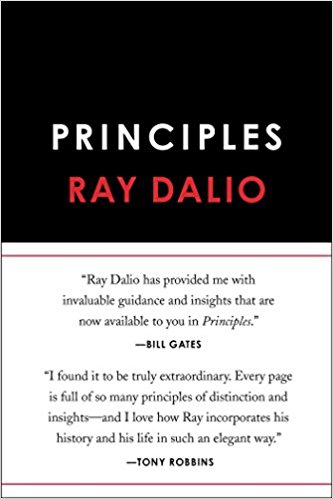 PRINCIPLES
RAY DALIO
“Ray Dalio has provided me with
invaluable guidance and insights that are
now available to you in Principles.”
—BILL GATES
“I found it to be truly extraordinary. Every page
is full of so many principles of distinction and
insights—and I love how Ray incorporates his
history and his life in such an elegant way.”
—TONY ROBBINS